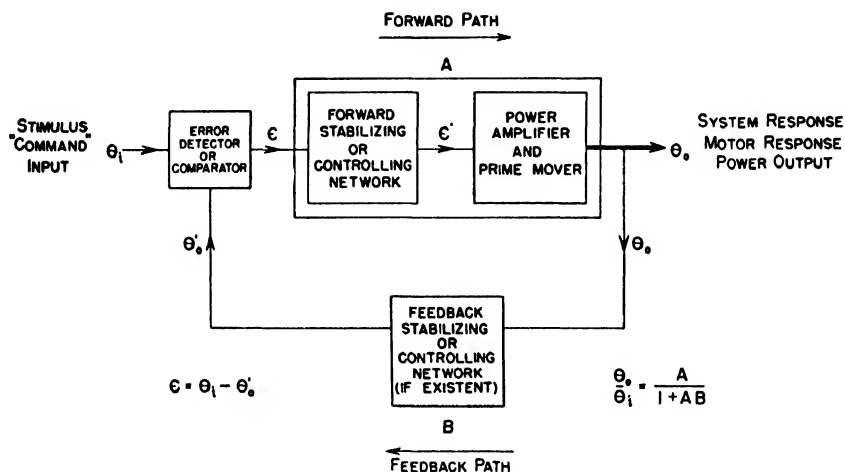 FORWARD PATH
A
STIMULUS
"COMMAND"
INPUT
θi
ERROR
DETECTOR
OR
COMPARATOR
ϵ
FORWARD
STABILIZING
OR
CONTROLLING
NETWORK
ϵ'
POWER
AMPLIFIER
AND
PRIME MOVER
θo
SYSTEM RESPONSE
MOTOR RESPONSE
POWER OUTPUT
θ'o
θo
FEEDBACK
STABILIZING
OR
CONTROLLING
NETWORK
(IF EXISTENT)
ϵ = θi - θ'o
θo/θi = A/(1+AB)
B
FEEDBACK PATH